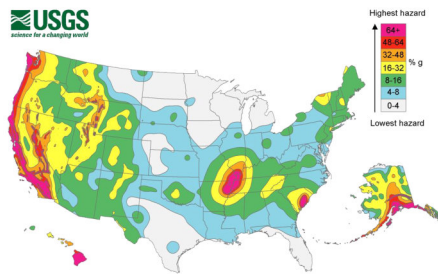 USGS
science for a changing world
Highest hazard
64+
48-64
32-48
16-32
8-16
4-8
0-4
% g
Lowest hazard